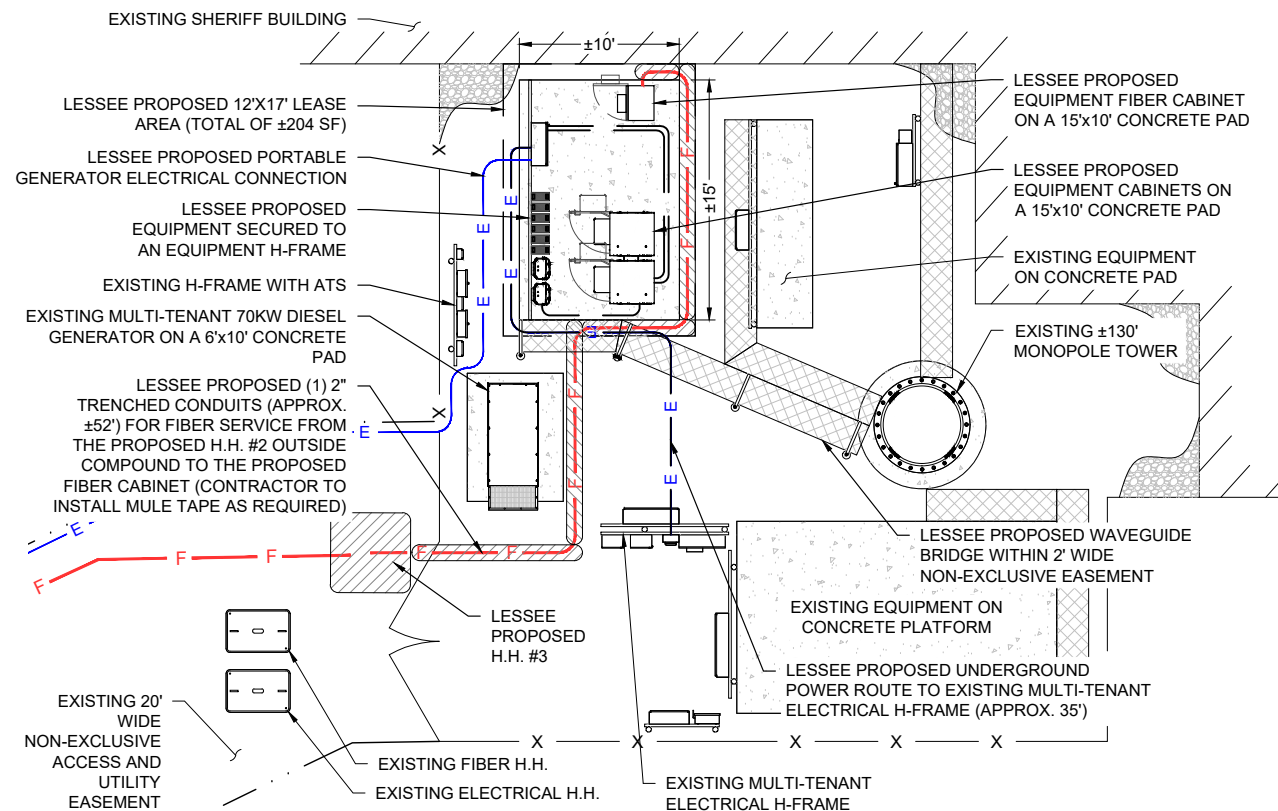 EXISTING SHERIFF BUILDING
±10'
LESSEE PROPOSED 12'X17' LEASE
AREA (TOTAL OF ±204 SF)
X
LESSEE PROPOSED PORTABLE
GENERATOR ELECTRICAL CONNECTION
LESSEE PROPOSED
EQUIPMENT SECURED TO
AN EQUIPMENT H-FRAME
EXISTING H-FRAME WITH ATS
EXISTING MULTI-TENANT 70KW DIESEL
GENERATOR ON A 6'x10' CONCRETE
PAD
LESSEE PROPOSED (1) 2"
TRENCHED CONDUITS (APPROX.
±52') FOR FIBER SERVICE FROM
THE PROPOSED H.H. #2 OUTSIDE
COMPOUND TO THE PROPOSED
FIBER CABINET (CONTRACTOR TO
INSTALL MULE TAPE AS REQUIRED)
X
E
E
E
E
E
E
E
E
E
E
E
F
F
F
F
F
F
F
F
F
F
±15'
LESSEE PROPOSED
EQUIPMENT FIBER CABINET
ON A 15'x10' CONCRETE PAD
LESSEE PROPOSED
EQUIPMENT CABINETS ON
A 15'x10' CONCRETE PAD
EXISTING EQUIPMENT
ON CONCRETE PAD
EXISTING ±130'
MONOPOLE TOWER
LESSEE PROPOSED WAVEGUIDE
BRIDGE WITHIN 2' WIDE
NON-EXCLUSIVE EASEMENT
EXISTING EQUIPMENT ON
CONCRETE PLATFORM
LESSEE PROPOSED UNDERGROUND
POWER ROUTE TO EXISTING MULTI-TENANT
ELECTRICAL H-FRAME (APPROX. 35')
LESSEE
PROPOSED
H.H. #3
EXISTING 20'
WIDE
NON-EXCLUSIVE
ACCESS AND
UTILITY
EASEMENT
EXISTING FIBER H.H.
EXISTING ELECTRICAL H.H.
X X X X X
EXISTING MULTI-TENANT
ELECTRICAL H-FRAME